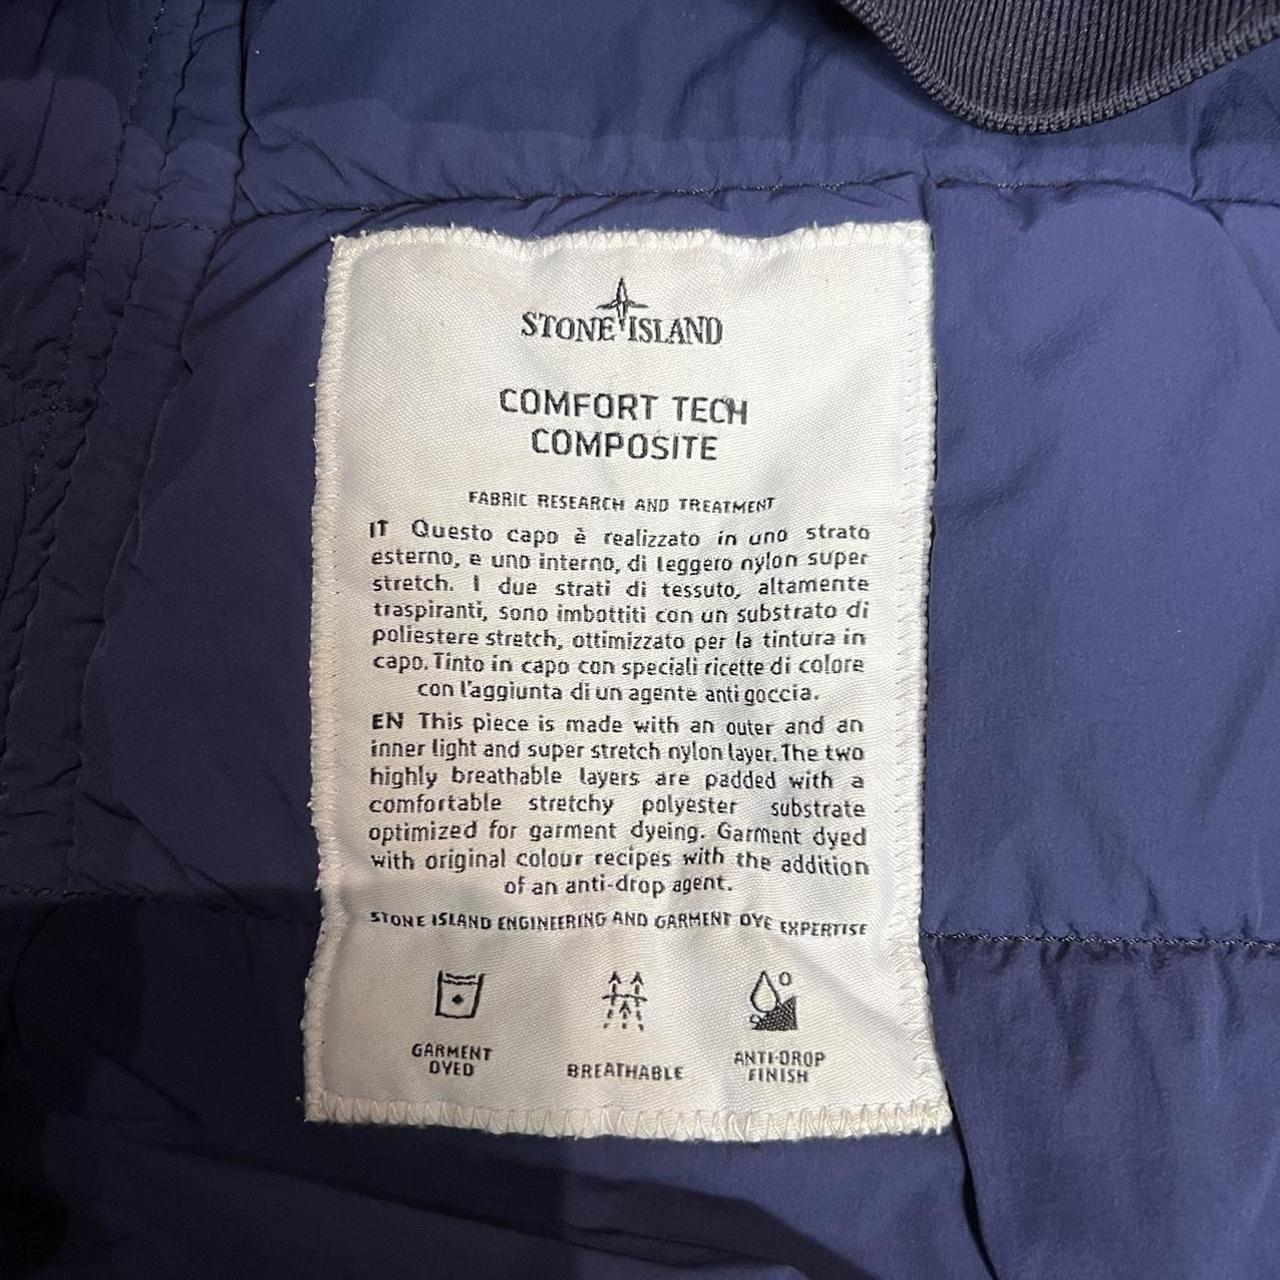 STONE ISLAND
COMFORT TECH
COMPOSITE
FABRIC RESEARCH AND TREATMENT
IT Questo capo è realizzato in uno strato
esterno, e uno interno, di leggero nylon super
stretch. I due strati di tessuto, altamente
traspiranti, sono imbottiti con un substrato di
poliestere stretch, ottimizzato per la tintura in
capo. Tinto in capo con speciali ricette di colore
con l'aggiunta di un agente anti goccia.
EN This piece is made with an outer and an
inner light and super stretch nylon layer. The two
highly breathable layers are padded with a
comfortable stretchy polyester substrate
optimized for garment dyeing. Garment dyed
with original colour recipes with the addition
of an anti-drop agent.
STONE ISLAND ENGINEERING AND GARMENT DYE EXPERTISE
GARMENT
DYED
BREATHABLE
ANTI-DROP
FINISH